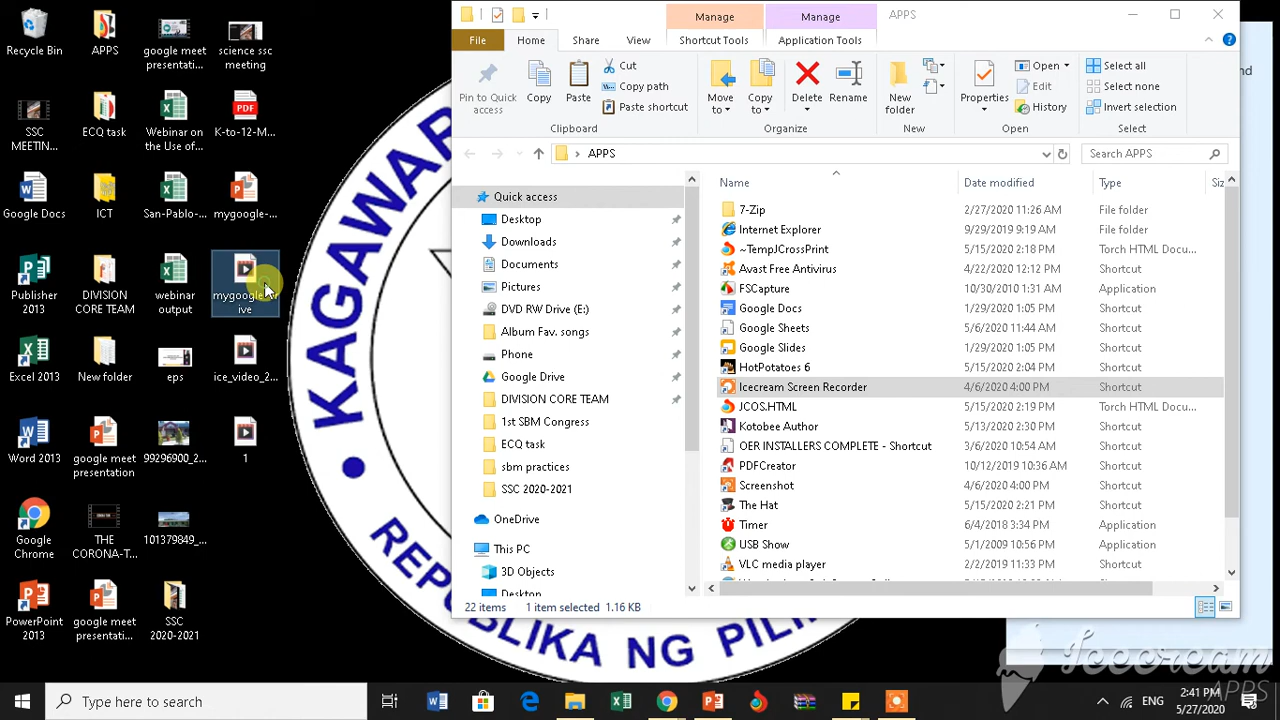 Recycle Bin
APPS
google meet
presentati...
science ssc
meeting
SSC
MEETIN...
ECQ task
Webinar on
the Use of...
K-to-12-M...
Google Docs
ICT
San-Pablo-...
mygoogle-...
Publisher
2013
DIVISION
CORE TEAM
webinar
output
ive
Excel 2013
New folder
eps
ice_video_2...
Word 2013
google meet
presentation
99296900_2...
1
Google
Chrome
THE
CORONA-T...
101379849_...
PowerPoint
2013
google meet
presentati...
SSC
2020-2021
KAGAWAR
REPUBLIKA NG PILIPI
Manage
Manage
APPS
File
Home
Share
View
Shortcut Tools
Application Tools
Pin to Quick
access
Copy
Paste
Cut
Copy path
Paste shortcut
Clipboard
Move
to
Copy
to
Delete
Rename
Organize
New
folder
New
Properties
Open
Edit
History
Open
Select all
Select none
Invert selection
Select
APPS
Search APPS
Quick access
Desktop
Downloads
Documents
Pictures
DVD RW Drive (E:)
Album Fav. songs
Phone
Google Drive
DIVISION CORE TEAM
1st SBM Congress
ECQ task
sbm practices
SSC 2020-2021
OneDrive
This PC
3D Objects
Desktop
Name Date modified Type Siz
7-Zip 2/27/2020 11:26 AM File folder
Internet Explorer 9/29/2019 9:19 AM File folder
~TempCrossPrint 5/15/2020 2:18 PM Torch HTML Docu...
Avast Free Antivirus 4/22/2020 12:12 PM Shortcut
FSCapture 10/30/2010 1:31 AM Shortcut
Google Docs 1/29/2020 1:05 PM Shortcut
Google Sheets 5/6/2020 11:44 AM Shortcut
Google Slides 1/29/2020 1:05 PM Shortcut
HotPotatoes 6 5/15/2020 2:04 PM Shortcut
Icecream Screen Recorder 4/6/2020 4:00 PM Shortcut
JCOS.HTML 5/15/2020 2:19 PM Torch HTML Docu...
Kotobee Author 5/13/2020 2:30 PM Shortcut
OER INSTALLERS COMPLETE - Shortcut 3/6/2020 10:54 AM Shortcut
PDFCreator 10/12/2019 10:36 AM Shortcut
Screenshot 4/6/2020 4:00 PM Shortcut
The Hat 5/15/2020 2:21 PM Shortcut
Timer 6/4/2018 3:34 PM Application
USB Show 5/1/2009 10:56 PM Application
VLC media player 2/2/2019 11:33 PM Shortcut
22 items 1 item selected 1.16 KB
nd
Icecream
APPS
Type here to search
ENG
2:41 PM
5/27/2020